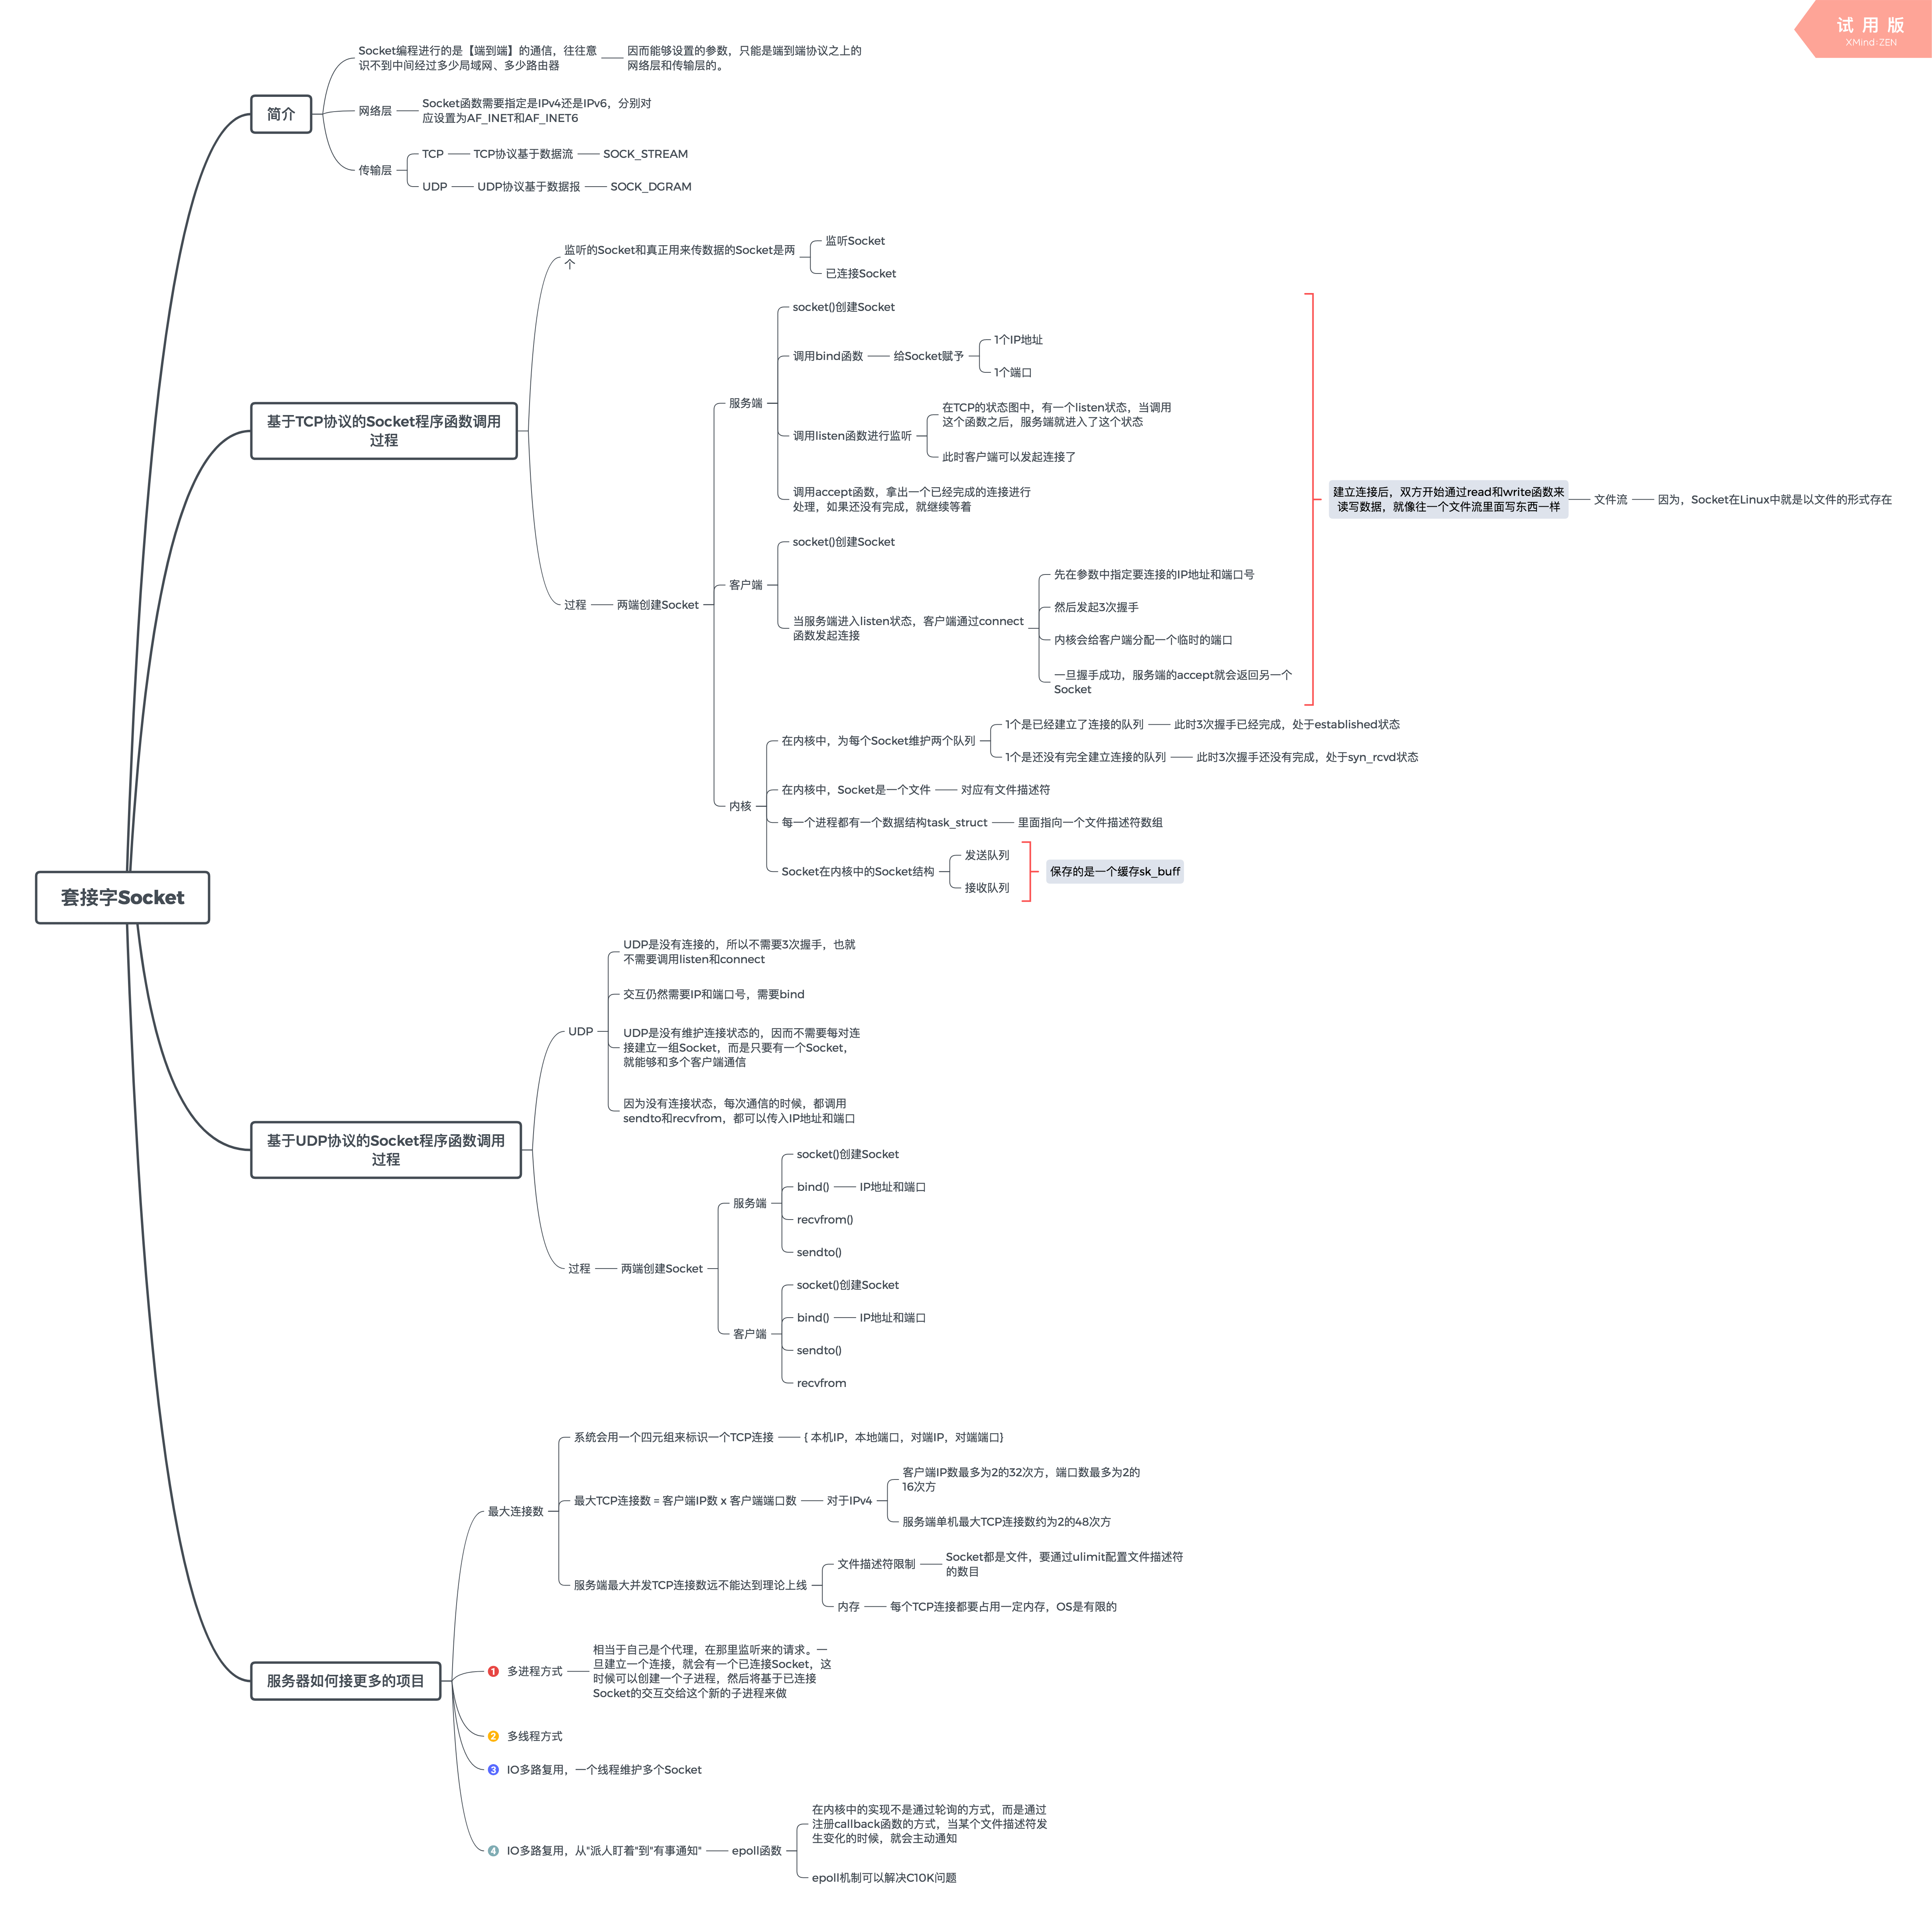 试 用 版
XMind:ZEN
套接字Socket
简介
Socket编程进行的是【端到端】的通信，往往意
识不到中间经过多少局域网、多少路由器
因而能够设置的参数，只能是端到端协议之上的
网络层和传输层的。
网络层
Socket函数需要指定是IPv4还是IPv6，分别对
应设置为AF_INET和AF_INET6
传输层
TCP
TCP协议基于数据流
SOCK_STREAM
UDP
UDP协议基于数据报
SOCK_DGRAM
基于TCP协议的Socket程序函数调用
过程
监听的Socket和真正用来传数据的Socket是两
个
监听Socket
已连接Socket
过程
两端创建Socket
服务端
socket()创建Socket
调用bind函数
给Socket赋予
1个IP地址
1个端口
调用listen函数进行监听
在TCP的状态图中，有一个listen状态，当调用
这个函数之后，服务端就进入了这个状态
此时客户端可以发起连接了
调用accept函数，拿出一个已经完成的连接进行
处理，如果还没有完成，就继续等着
客户端
socket()创建Socket
当服务端进入listen状态，客户端通过connect
函数发起连接
先在参数中指定要连接的IP地址和端口号
然后发起3次握手
内核会给客户端分配一个临时的端口
一旦握手成功，服务端的accept就会返回另一个
Socket
建立连接后，双方开始通过read和write函数来
读写数据，就像往一个文件流里面写东西一样
文件流
因为，Socket在Linux中就是以文件的形式存在
内核
在内核中，为每个Socket维护两个队列
1个是已经建立了连接的队列
此时3次握手已经完成，处于established状态
1个是还没有完全建立连接的队列
此时3次握手还没有完成，处于syn_rcvd状态
在内核中，Socket是一个文件
对应有文件描述符
每一个进程都有一个数据结构task_struct
里面指向一个文件描述符数组
Socket在内核中的Socket结构
发送队列
接收队列
保存的是一个缓存sk_buff
基于UDP协议的Socket程序函数调用
过程
UDP
UDP是没有连接的，所以不需要3次握手，也就
不需要调用listen和connect
交互仍然需要IP和端口号，需要bind
UDP是没有维护连接状态的，因而不需要每对连
接建立一组Socket，而是只要有一个Socket，
就能够和多个客户端通信
因为没有连接状态，每次通信的时候，都调用
sendto和recvfrom，都可以传入IP地址和端口
过程
两端创建Socket
服务端
socket()创建Socket
bind()
IP地址和端口
recvfrom()
sendto()
客户端
socket()创建Socket
bind()
IP地址和端口
sendto()
recvfrom
服务器如何接更多的项目
最大连接数
系统会用一个四元组来标识一个TCP连接
{ 本机IP，本地端口，对端IP，对端端口}
最大TCP连接数 = 客户端IP数 x 客户端端口数
对于IPv4
客户端IP数最多为2的32次方，端口数最多为2的
16次方
服务端单机最大TCP连接数约为2的48次方
服务端最大并发TCP连接数远不能达到理论上线
文件描述符限制
Socket都是文件，要通过ulimit配置文件描述符
的数目
内存
每个TCP连接都要占用一定内存，OS是有限的
1 多进程方式
相当于自己是个代理，在那里监听来的请求。一
旦建立一个连接，就会有一个已连接Socket，这
时候可以创建一个子进程，然后将基于已连接
Socket的交互交给这个新的子进程来做
2 多线程方式
3 IO多路复用，一个线程维护多个Socket
4 IO多路复用，从"派人盯着"到"有事通知"
epoll函数
在内核中的实现不是通过轮询的方式，而是通过
注册callback函数的方式，当某个文件描述符发
生变化的时候，就会主动通知
epoll机制可以解决C10K问题